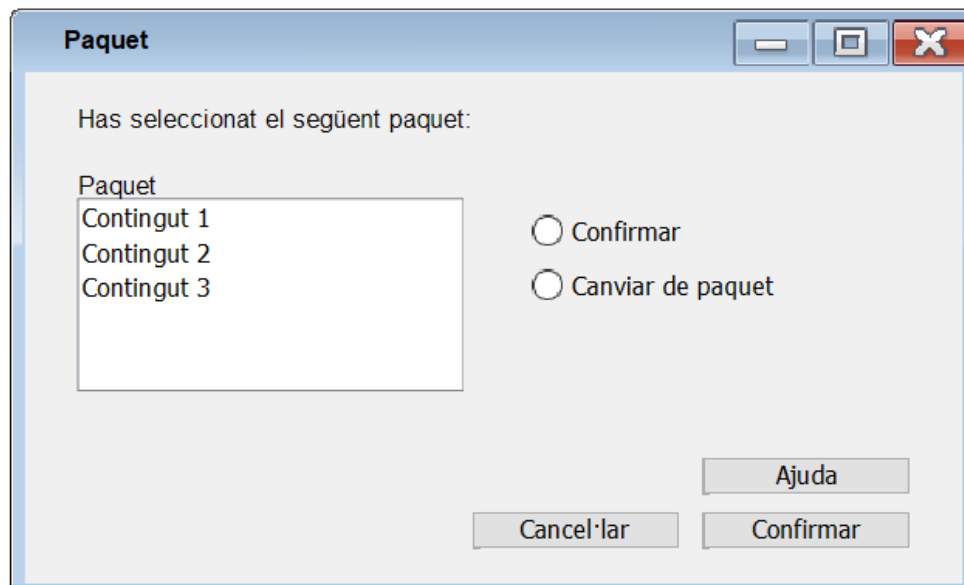 Paquet
Has seleccionat el següent paquet:
Paquet
Contingut 1
Contingut 2
Contingut 3
Confirmar
Canviar de paquet
Ajuda
Cancel·lar
Confirmar